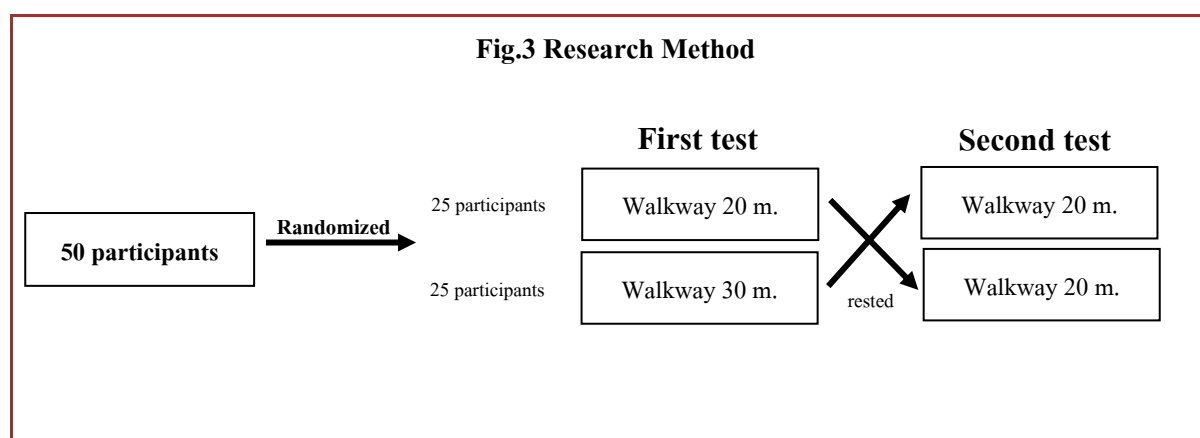 Fig.3 Research Method
First test
Second test
50 participants
Randomized
25 participants
Walkway 20 m.
Walkway 20 m.
25 participants
Walkway 30 m.
rested
Walkway 20 m.